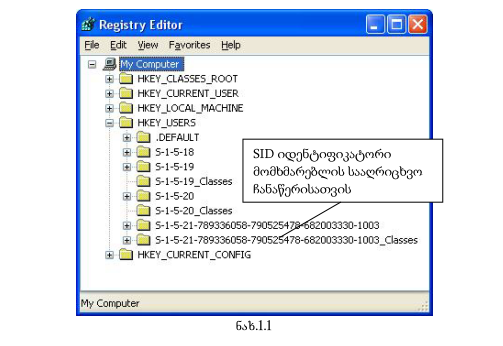 Registry Editor
File Edit View Favorites Help
My Computer
HKEY_CLASSES_ROOT
HKEY_CURRENT_USER
HKEY_LOCAL_MACHINE
HKEY_USERS
.DEFAULT
S-1-5-18
S-1-5-19
S-1-5-19_Classes
S-1-5-20
S-1-5-20_Classes
S-1-5-21-789336058-790525478-682003330-1003
S-1-5-21-789336058-790525478-682003330-1003_Classes
HKEY_CURRENT_CONFIG
SID იდენტიფიკატორი
მომხმარებლის სააღრიცხვო
ჩანაწერისათვის
My Computer
ნახ.1.1